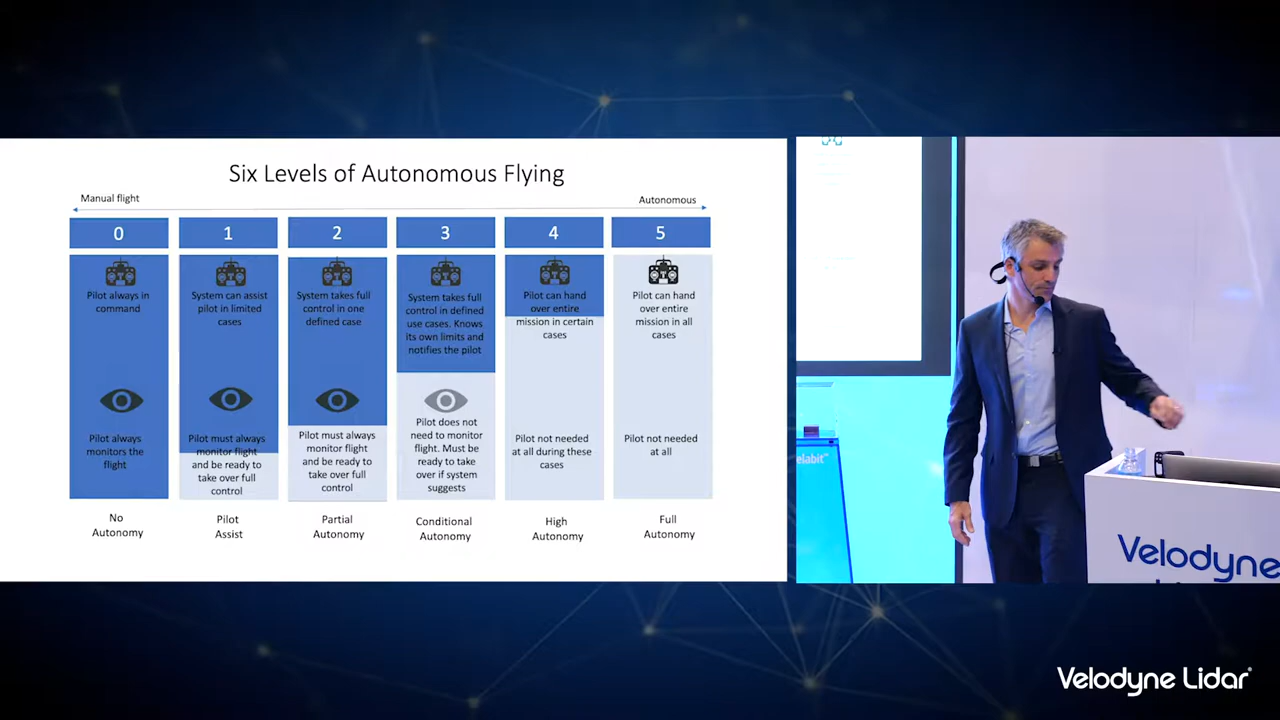 Six Levels of Autonomous Flying
Manual flight
Autonomous
0
1
2
3
4
5
Pilot always in
command
System can assist
pilot in limited
cases
System takes full
control in one
defined case
System takes full
control in defined
use cases. Knows
its own limits and
notifies the pilot
Pilot can hand
over entire
mission in certain
cases
Pilot can hand
over entire
mission in all
cases
Pilot always
monitors the
flight
Pilot must always
monitor flight
and be ready to
take over full
control
Pilot must always
monitor flight
and be ready to
take over full
control
Pilot does not
need to monitor
flight. Must be
ready to take
over if system
suggests
Pilot not needed
at all during these
cases
Pilot not needed
at all
No
Autonomy
Pilot
Assist
Partial
Autonomy
Conditional
Autonomy
High
Autonomy
Full
Autonomy
elabit™
Velodyne
Velodyne Lidar®